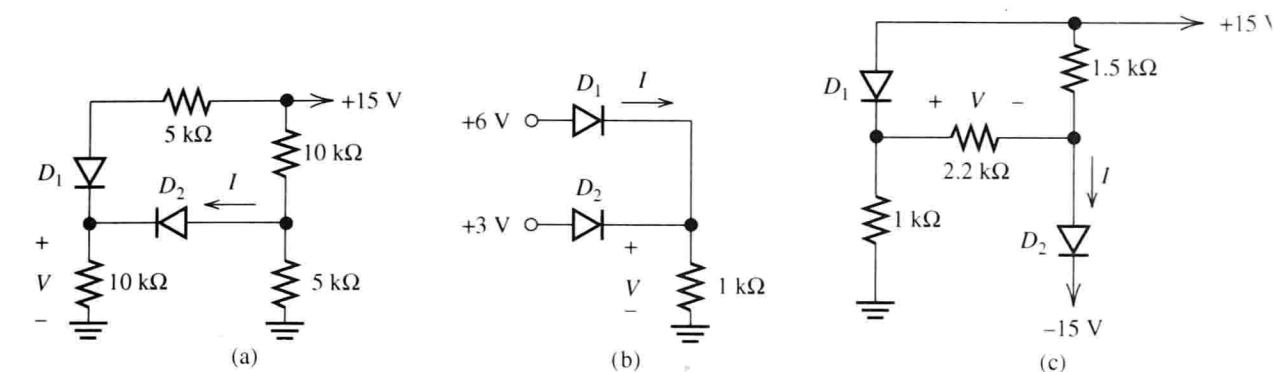 +15 V
5 kΩ
10 kΩ
D1
D2
I
+
V
–
10 kΩ
5 kΩ
(a)
D1
I
+6 V
D2
+3 V
+
V
–
1 kΩ
(b)
+15 V
D1
1.5 kΩ
+ V –
2.2 kΩ
I
1 kΩ
D2
–15 V
(c)